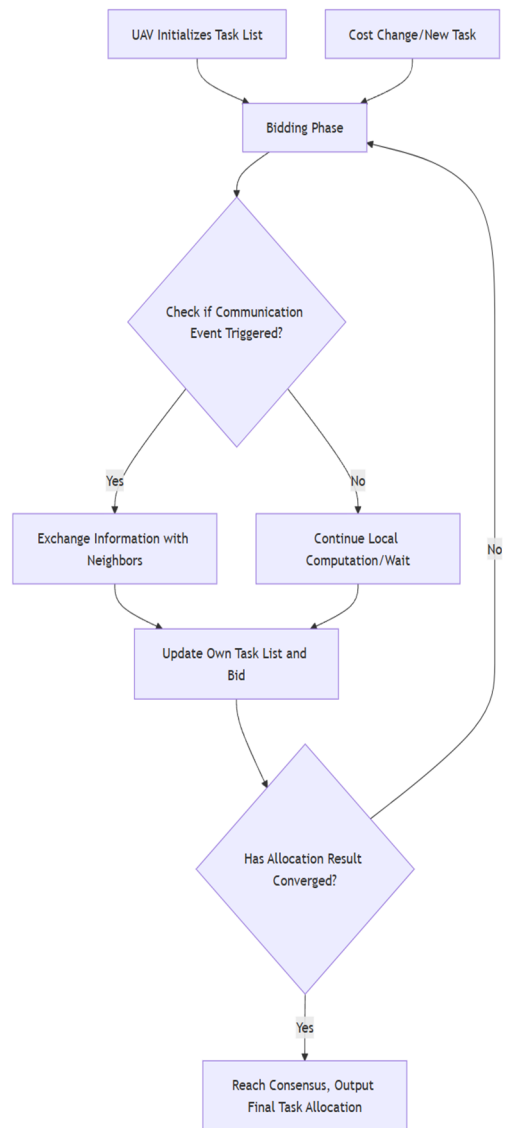 UAV Initializes Task List
Cost Change/New Task
Bidding Phase
Check if Communication
Event Triggered?
Yes
No
Exchange Information with
Neighbors
Continue Local
Computation/Wait
No
Update Own Task List and
Bid
Has Allocation Result
Converged?
Yes
Reach Consensus, Output
Final Task Allocation